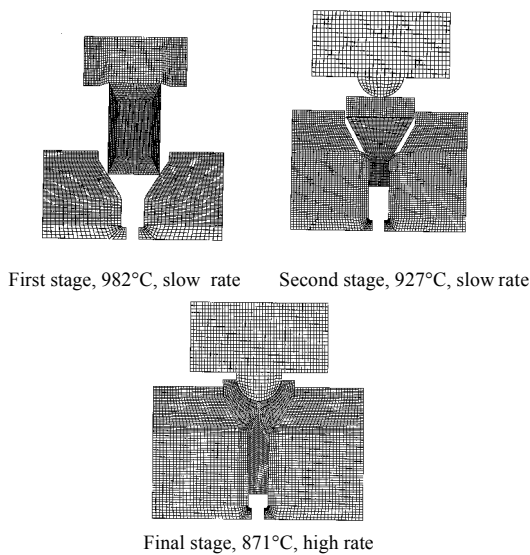 First stage, 982°C, slow rate
Second stage, 927°C, slow rate
Final stage, 871°C, high rate